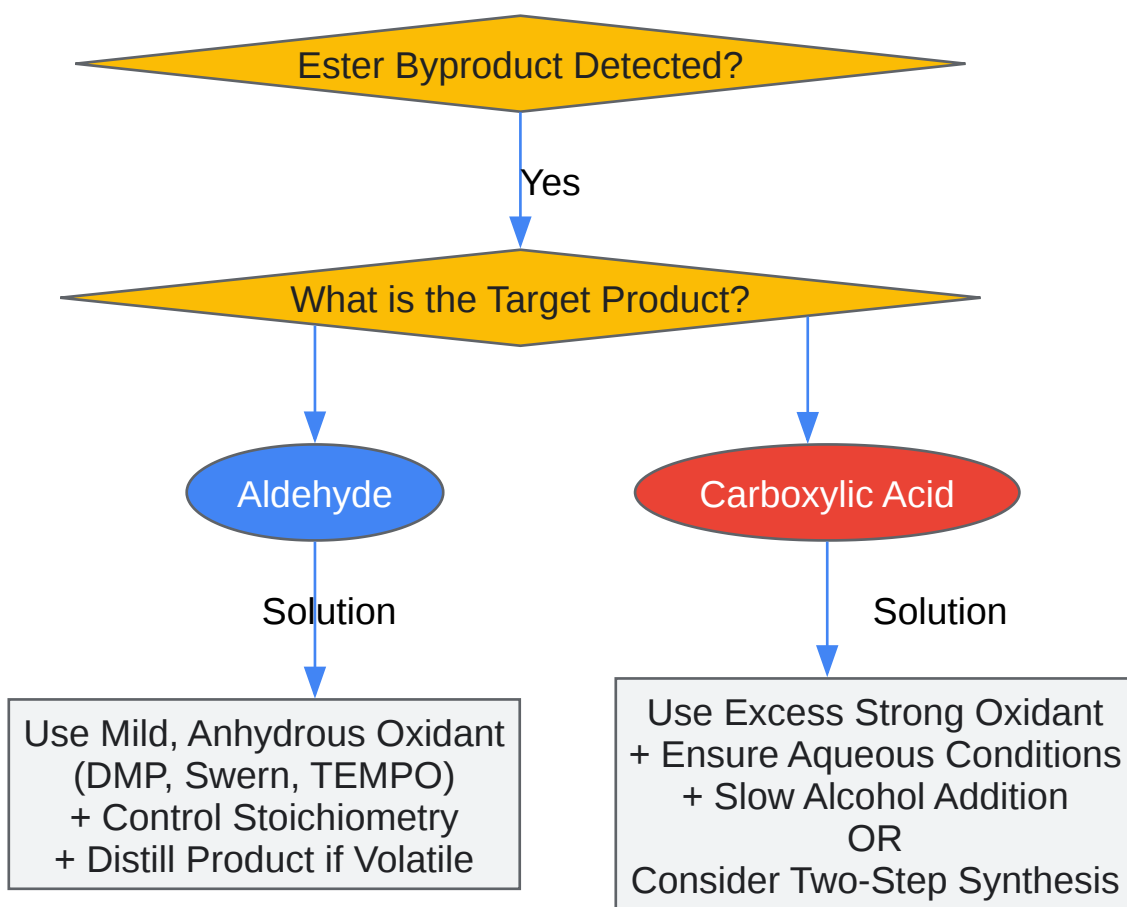 Ester Byproduct Detected?
Yes
What is the Target Product?
Aldehyde
Carboxylic Acid
Solution
Solution
Use Mild, Anhydrous Oxidant
(DMP, Swern, TEMPO)
+ Control Stoichiometry
+ Distill Product if Volatile
Use Excess Strong Oxidant
+ Ensure Aqueous Conditions
+ Slow Alcohol Addition
OR
Consider Two-Step Synthesis